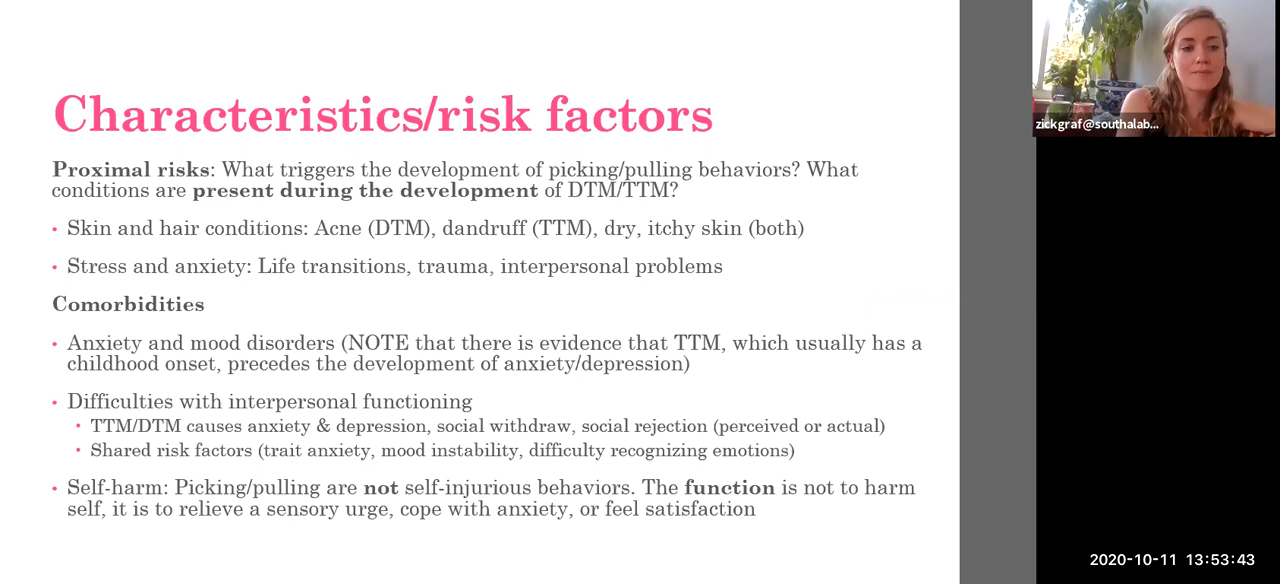 Characteristics/risk factors
Proximal risks: What triggers the development of picking/pulling behaviors? What
conditions are present during the development of DTM/TTM?
• Skin and hair conditions: Acne (DTM), dandruff (TTM), dry, itchy skin (both)
• Stress and anxiety: Life transitions, trauma, interpersonal problems
Comorbidities
• Anxiety and mood disorders (NOTE that there is evidence that TTM, which usually has a
childhood onset, precedes the development of anxiety/depression)
• Difficulties with interpersonal functioning
• TTM/DTM causes anxiety & depression, social withdraw, social rejection (perceived or actual)
• Shared risk factors (trait anxiety, mood instability, difficulty recognizing emotions)
• Self-harm: Picking/pulling are not self-injurious behaviors. The function is not to harm
self, it is to relieve a sensory urge, cope with anxiety, or feel satisfaction
zickgraf@southalab...
2020-10-11 13:53:43